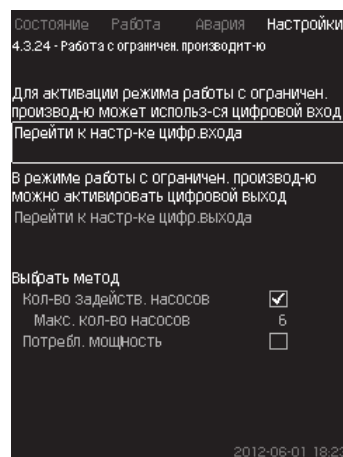 Состояние Работа Авария Настройки
4.3.24 - Работа с ограничен. производит-ю
Для активации режима работы с ограничен.
производ-ю может использ-ся цифровой вход
Перейти к настр-ке цифр.входа
В режиме работы с ограничен. произвoд-ю
можно активировать цифровой выход
Перейти к настр-ке цифр.выхода
Выбрать метод
Кол-во задейств. насосов
Макс. кол-во насосов 6
Потребл. мощность
2012-06-01 18:23